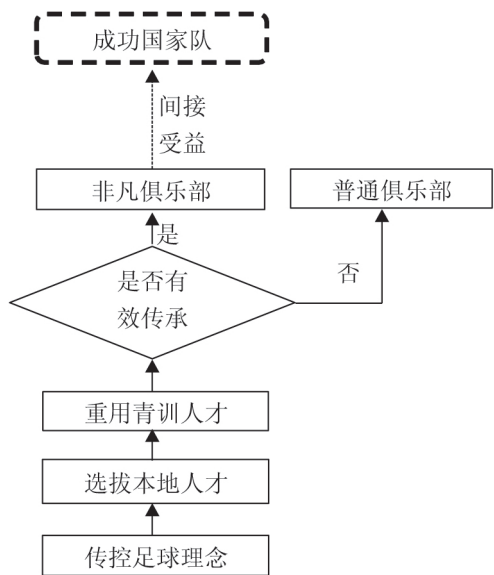 成功国家队
间接
受益
非凡俱乐部
普通俱乐部
是
是否有
效传承
否
重用青训人才
选拔本地人才
传控足球理念